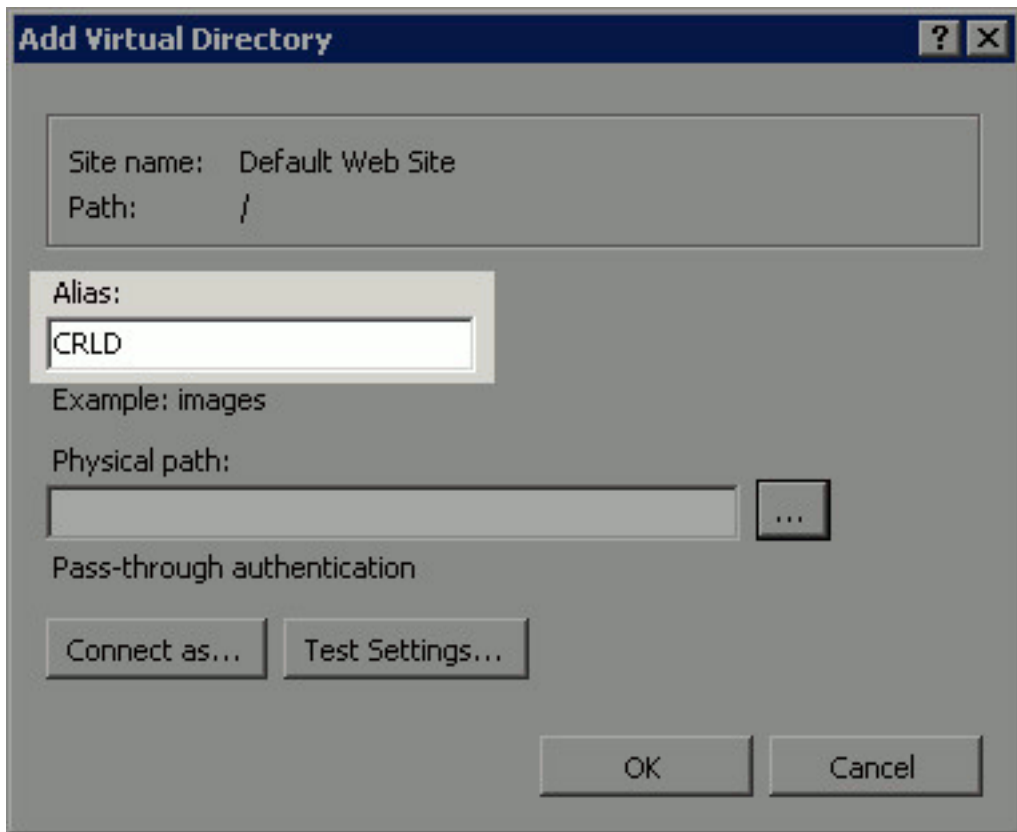 Add Virtual Directory
Site name: Default Web Site
Path: /
Alias:
CRLD
Example: images
Physical path:
...
Pass-through authentication
Connect as... Test Settings...
OK Cancel